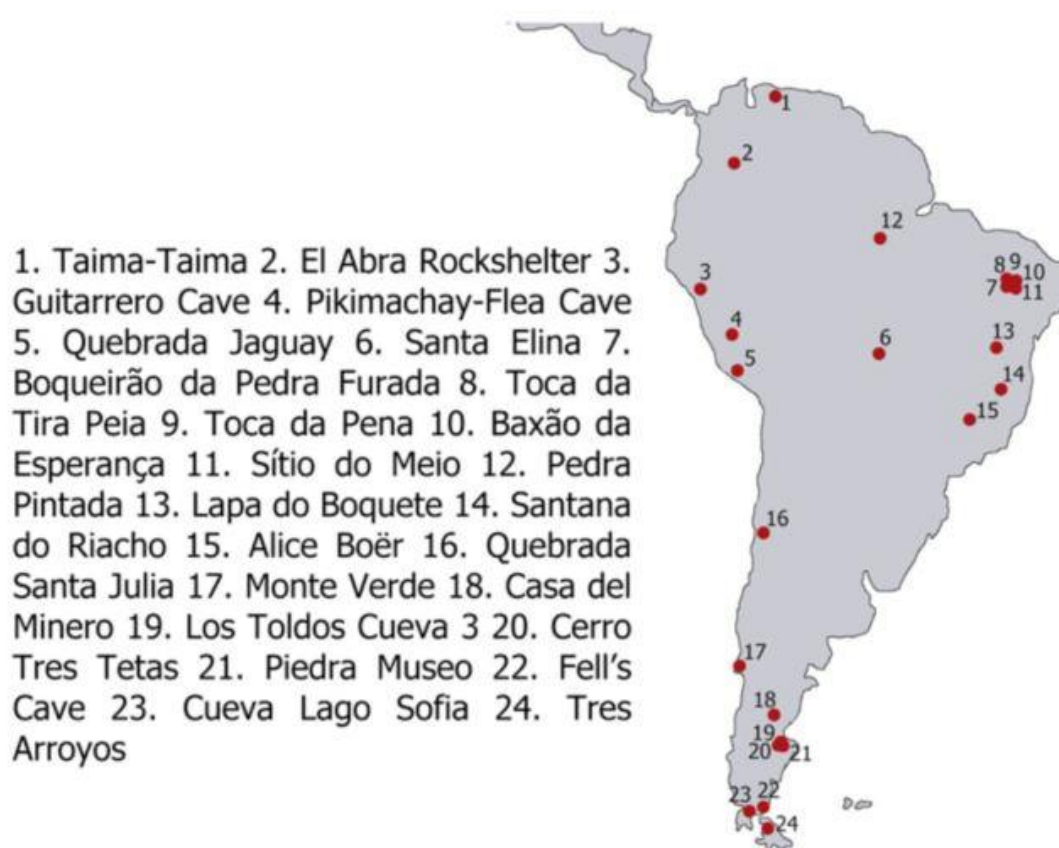 1. Taima-Taima 2. El Abra Rockshelter 3.
Guitarrero Cave 4. Pikimachay-Flea Cave
5. Quebrada Jaguay 6. Santa Elina 7.
Boqueirão da Pedra Furada 8. Toca da
Tira Peia 9. Toca da Pena 10. Baxão da
Esperança 11. Sítio do Meio 12. Pedra
Pintada 13. Lapa do Boquete 14. Santana
do Riacho 15. Alice Boër 16. Quebrada
Santa Julia 17. Monte Verde 18. Casa del
Minero 19. Los Toldos Cueva 3 20. Cerro
Tres Tetas 21. Piedra Museo 22. Fell's
Cave 23. Cueva Lago Sofia 24. Tres
Arroyos
1
2
12
3
8 9 10
7 11
4
6
13
5
14
15
16
17
18
19
20 21
23 22
24